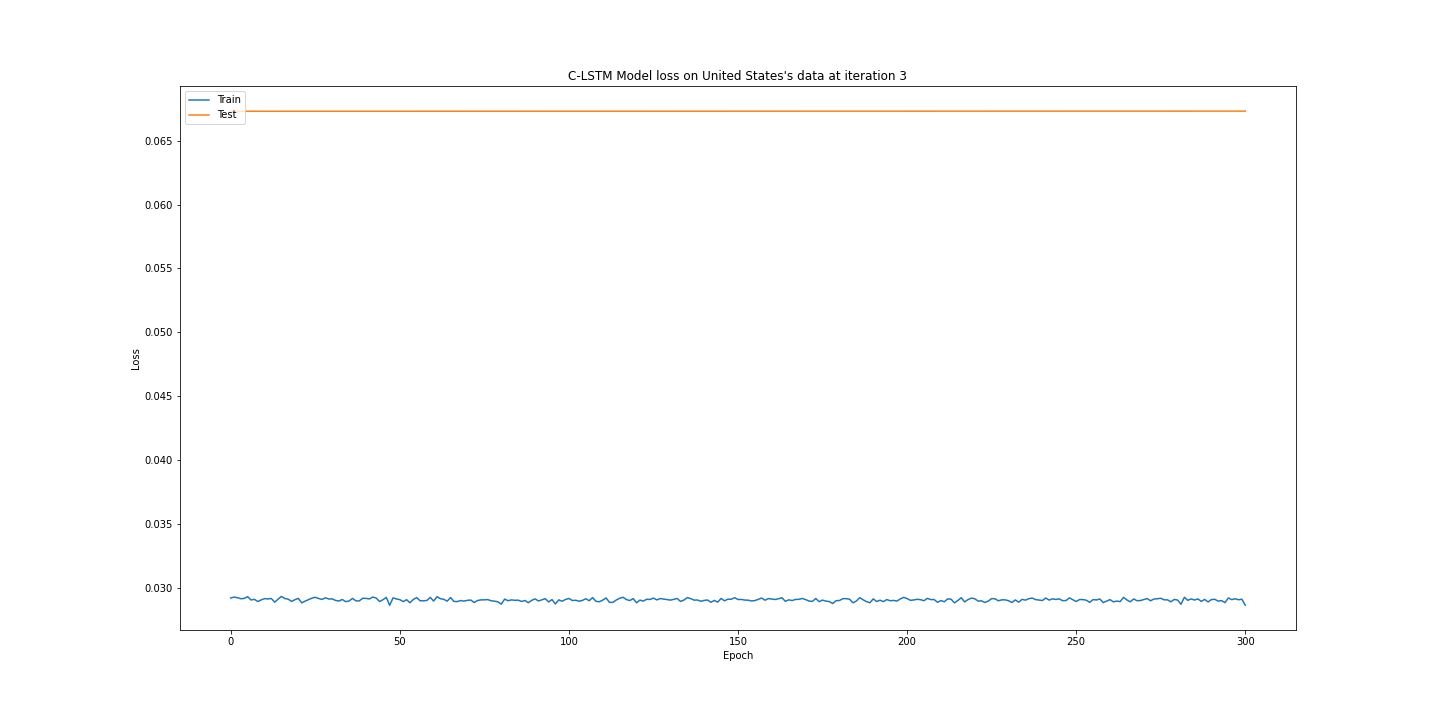 C-LSTM Model loss on United States's data at iteration 3
Train
Test
0.065
0.060
0.055
0.050
0.045
0.040
0.035
0.030
Loss
0 50 100 150 200 250 300
Epoch